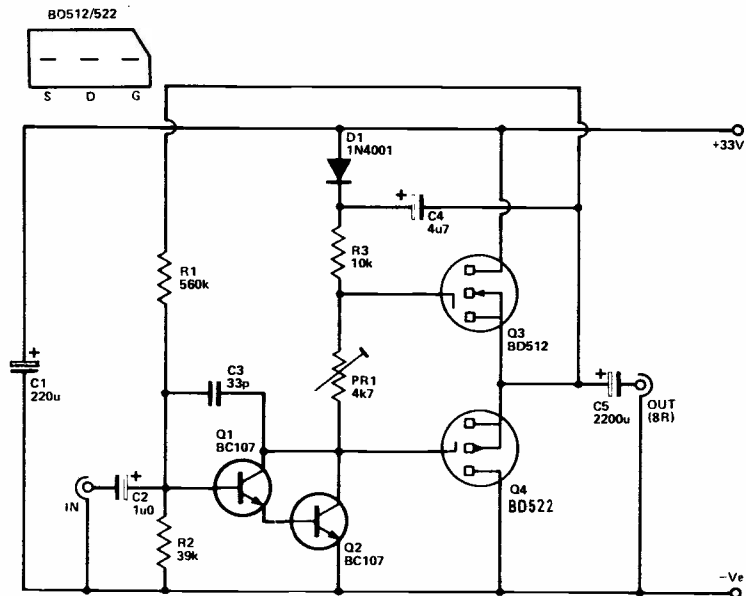 BD512/522
S D G
D1
1N4001
+33V
+
C4
4u7
R3
10k
R1
560k
Q3
BD512
+
C1
220u
C3
33p
PR1
4k7
+
C5
2200u
OUT
(8R)
Q1
BC107
Q4
BD522
IN
+
C2
1u0
R2
39k
Q2
BC107
−Ve